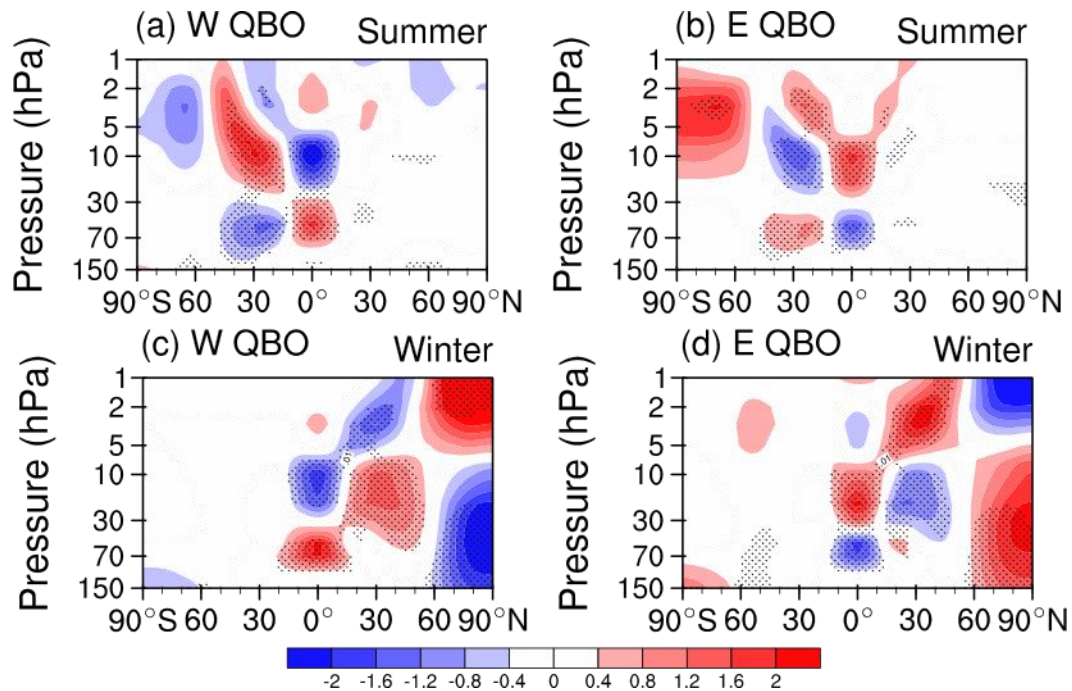 (a) W QBO Summer
(b) E QBO Summer
Pressure (hPa)
1
2
5
10
30
70
150
90°S 60 30 0° 30 60 90°N
Pressure (hPa)
1
2
5
10
30
70
150
90°S 60 30 0° 30 60 90°N
(c) W QBO Winter
(d) E QBO Winter
Pressure (hPa)
1
2
5
10
30
70
150
.01
90°S 60 30 0° 30 60 90°N
Pressure (hPa)
1
2
5
10
30
70
150
.01
90°S 60 30 0° 30 60 90°N
-2 -1.6 -1.2 -0.8 -0.4 0 0.4 0.8 1.2 1.6 2